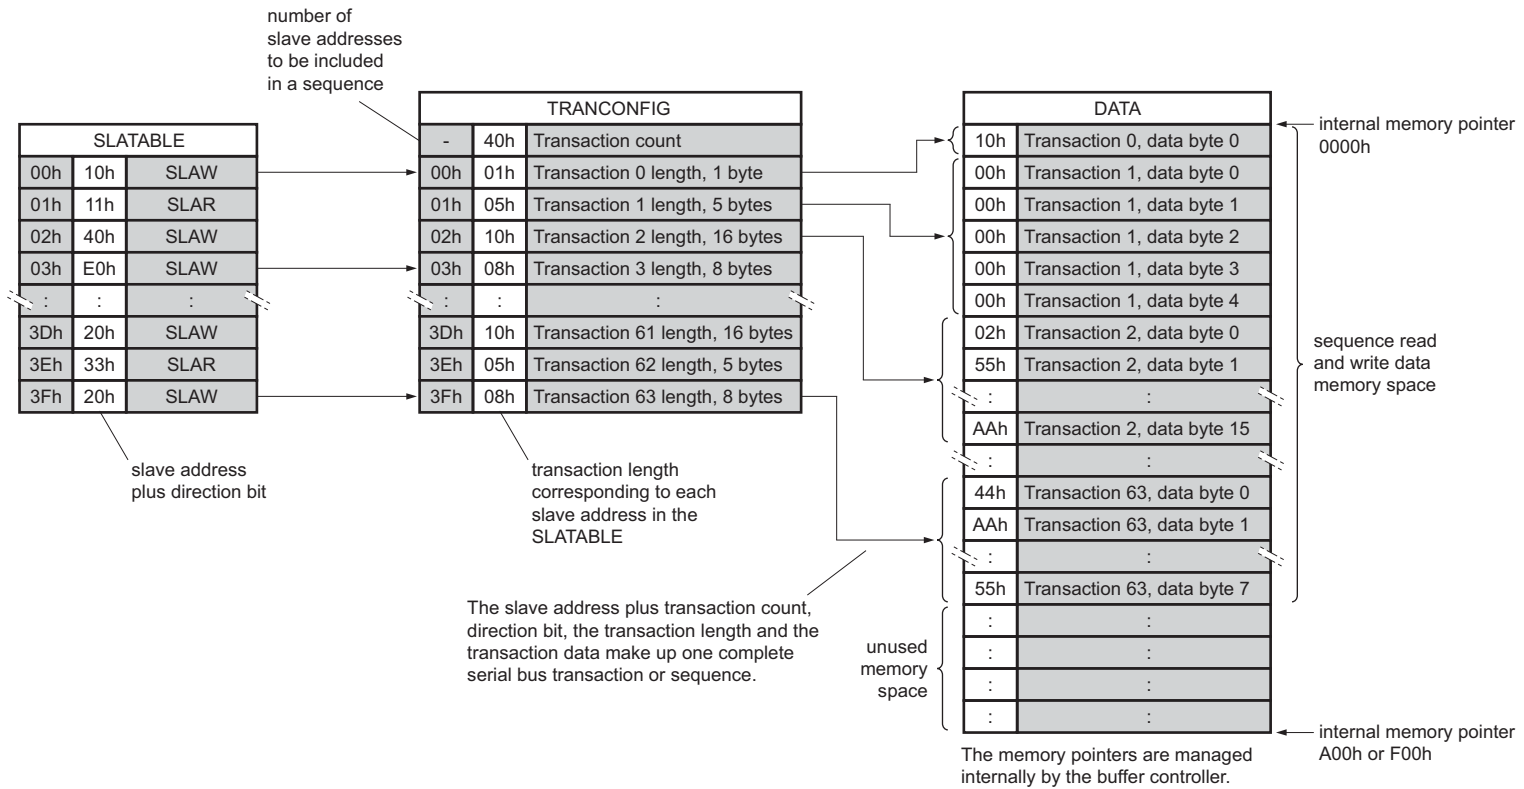 number of
slave addresses
to be included
in a sequence
SLATABLE
00h 10h SLAW
01h 11h SLAR
02h 40h SLAW
03h E0h SLAW
: : :
3Dh 20h SLAW
3Eh 33h SLAR
3Fh 20h SLAW
slave address
plus direction bit
TRANCONFIG
- 40h Transaction count
00h 01h Transaction 0 length, 1 byte
01h 05h Transaction 1 length, 5 bytes
02h 10h Transaction 2 length, 16 bytes
03h 08h Transaction 3 length, 8 bytes
: : :
3Dh 10h Transaction 61 length, 16 bytes
3Eh 05h Transaction 62 length, 5 bytes
3Fh 08h Transaction 63 length, 8 bytes
transaction length
corresponding to each
slave address in the
SLATABLE
The slave address plus transaction count,
direction bit, the transaction length and the
transaction data make up one complete
serial bus transaction or sequence.
DATA
10h Transaction 0, data byte 0
00h Transaction 1, data byte 0
00h Transaction 1, data byte 1
00h Transaction 1, data byte 2
00h Transaction 1, data byte 3
00h Transaction 1, data byte 4
02h Transaction 2, data byte 0
55h Transaction 2, data byte 1
: :
AAh Transaction 2, data byte 15
: :
44h Transaction 63, data byte 0
AAh Transaction 63, data byte 1
: :
55h Transaction 63, data byte 7
: :
: :
: :
: :
unused
memory
space
internal memory pointer
0000h
sequence read
and write data
memory space
internal memory pointer
A00h or F00h
The memory pointers are managed
internally by the buffer controller.